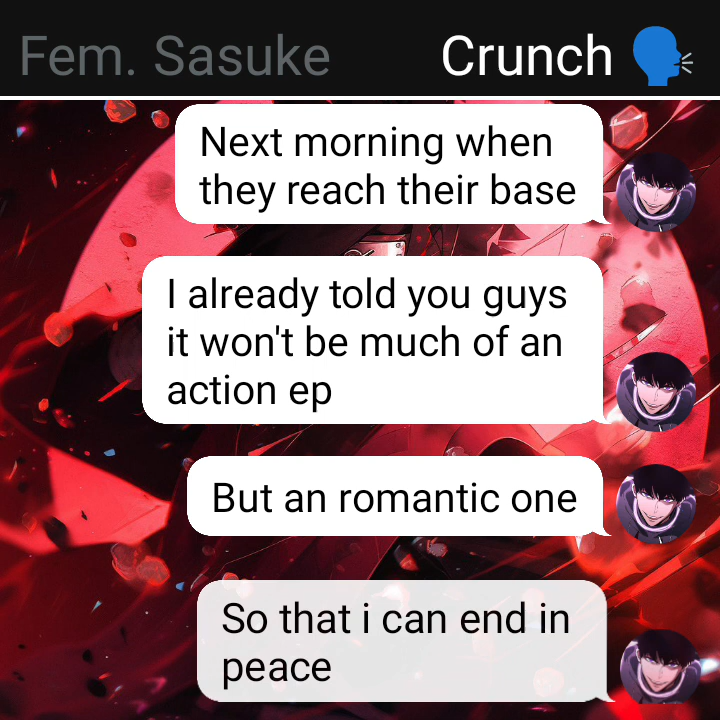 Fem. Sasuke Crunch 🗣
Next morning when
they reach their base
I already told you guys
it won't be much of an
action ep
But an romantic one
So that i can end in
peace